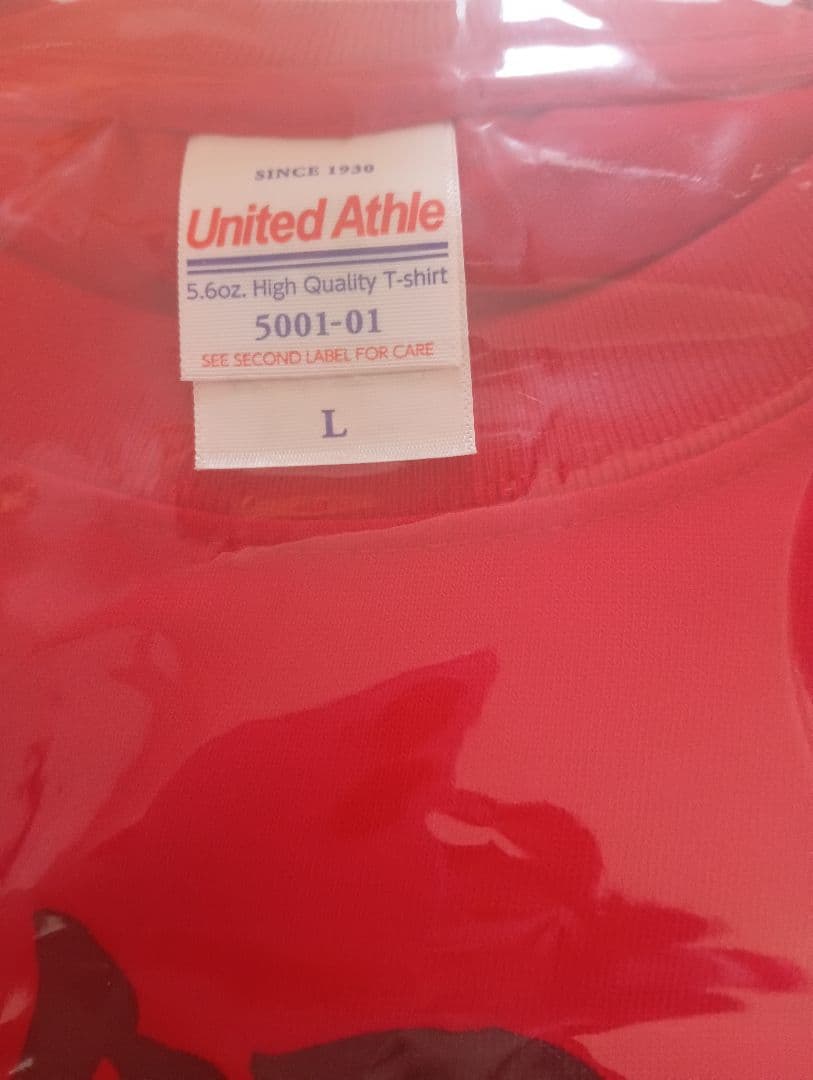 SINCE 1930
United Athle
5.6oz. High Quality T-shirt
5001-01
SEE SECOND LABEL FOR CARE
L